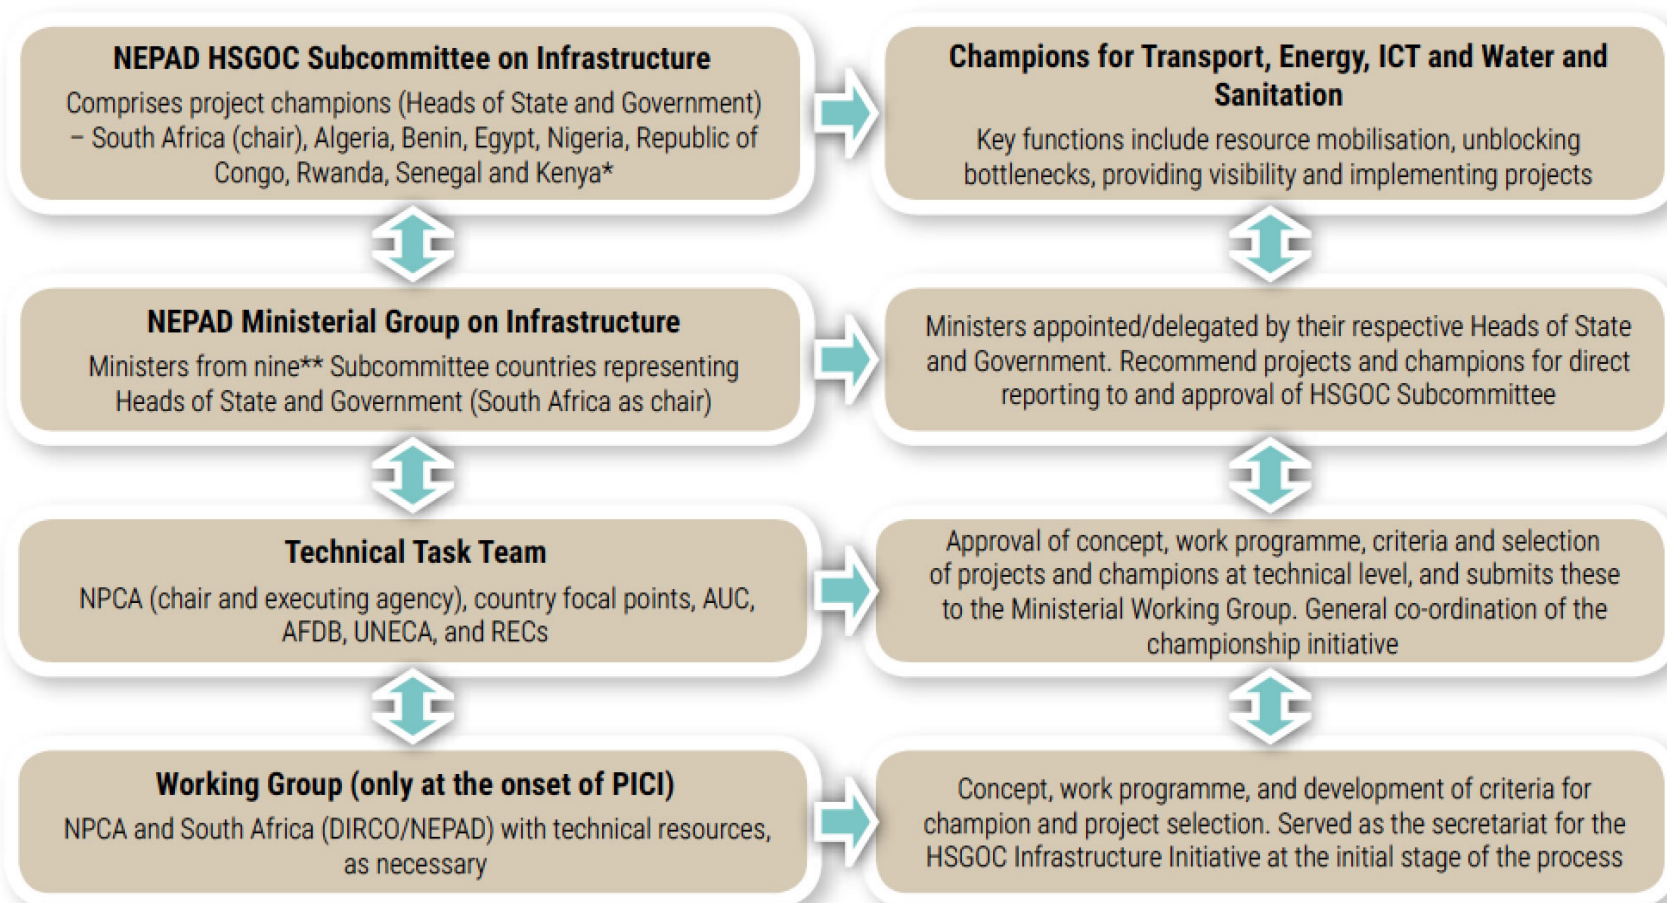 NEPAD HSGOC Subcommittee on Infrastructure
Comprises project champions (Heads of State and Government)
– South Africa (chair), Algeria, Benin, Egypt, Nigeria, Republic of
Congo, Rwanda, Senegal and Kenya*
Champions for Transport, Energy, ICT and Water and
Sanitation
Key functions include resource mobilisation, unblocking
bottlenecks, providing visibility and implementing projects
NEPAD Ministerial Group on Infrastructure
Ministers from nine** Subcommittee countries representing
Heads of State and Government (South Africa as chair)
Ministers appointed/delegated by their respective Heads of State
and Government. Recommend projects and champions for direct
reporting to and approval of HSGOC Subcommittee
Technical Task Team
NPCA (chair and executing agency), country focal points, AUC,
AFDB, UNECA, and RECs
Approval of concept, work programme, criteria and selection
of projects and champions at technical level, and submits these
to the Ministerial Working Group. General co-ordination of the
championship initiative
Working Group (only at the onset of PICI)
NPCA and South Africa (DIRCO/NEPAD) with technical resources,
as necessary
Concept, work programme, and development of criteria for
champion and project selection. Served as the secretariat for the
HSGOC Infrastructure Initiative at the initial stage of the process